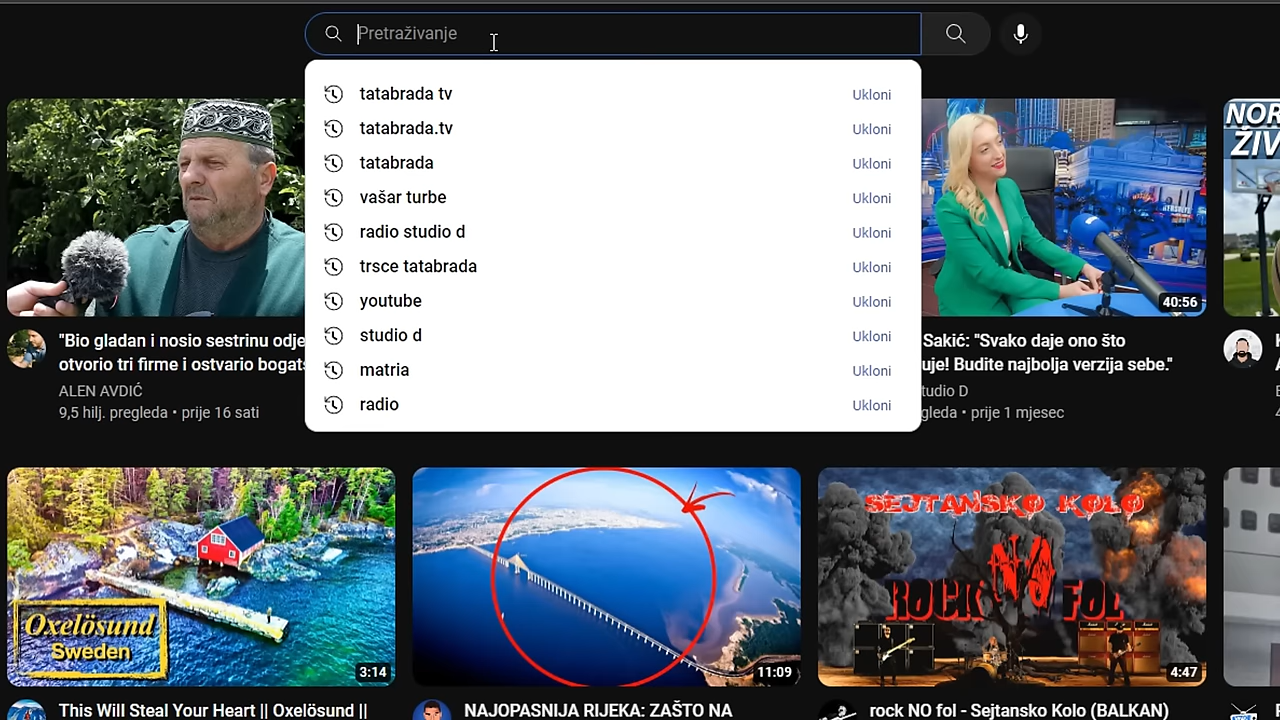 Pretraživanje
tatabrada tv Ukloni
tatabrada.tv Ukloni
tatabrada Ukloni
vašar turbe Ukloni
radio studio d Ukloni
trsce tatabrada Ukloni
youtube Ukloni
studio d Ukloni
matria Ukloni
radio Ukloni
40:56
"Bio gladan i nosio sestrinu odje
otvorio tri firme i ostvario bogats
ALEN AVDIĆ
9,5 hilj. pregleda • prije 16 sati
Sakić: "Svako daje ono što
uje! Budite najbolja verzija sebe."
tudio D
gleda • prije 1 mjesec
NOR
ŽIV
Oxelösund
Sweden
3:14
11:09
SEJTANSKO KOLO
ROCK NO FOL
4:47
This Will Steal Your Heart || Oxelösund ||
NAJOPASNIJA RIJEKA: ZAŠTO NA
rock NO fol - Sejtansko Kolo (BALKAN)